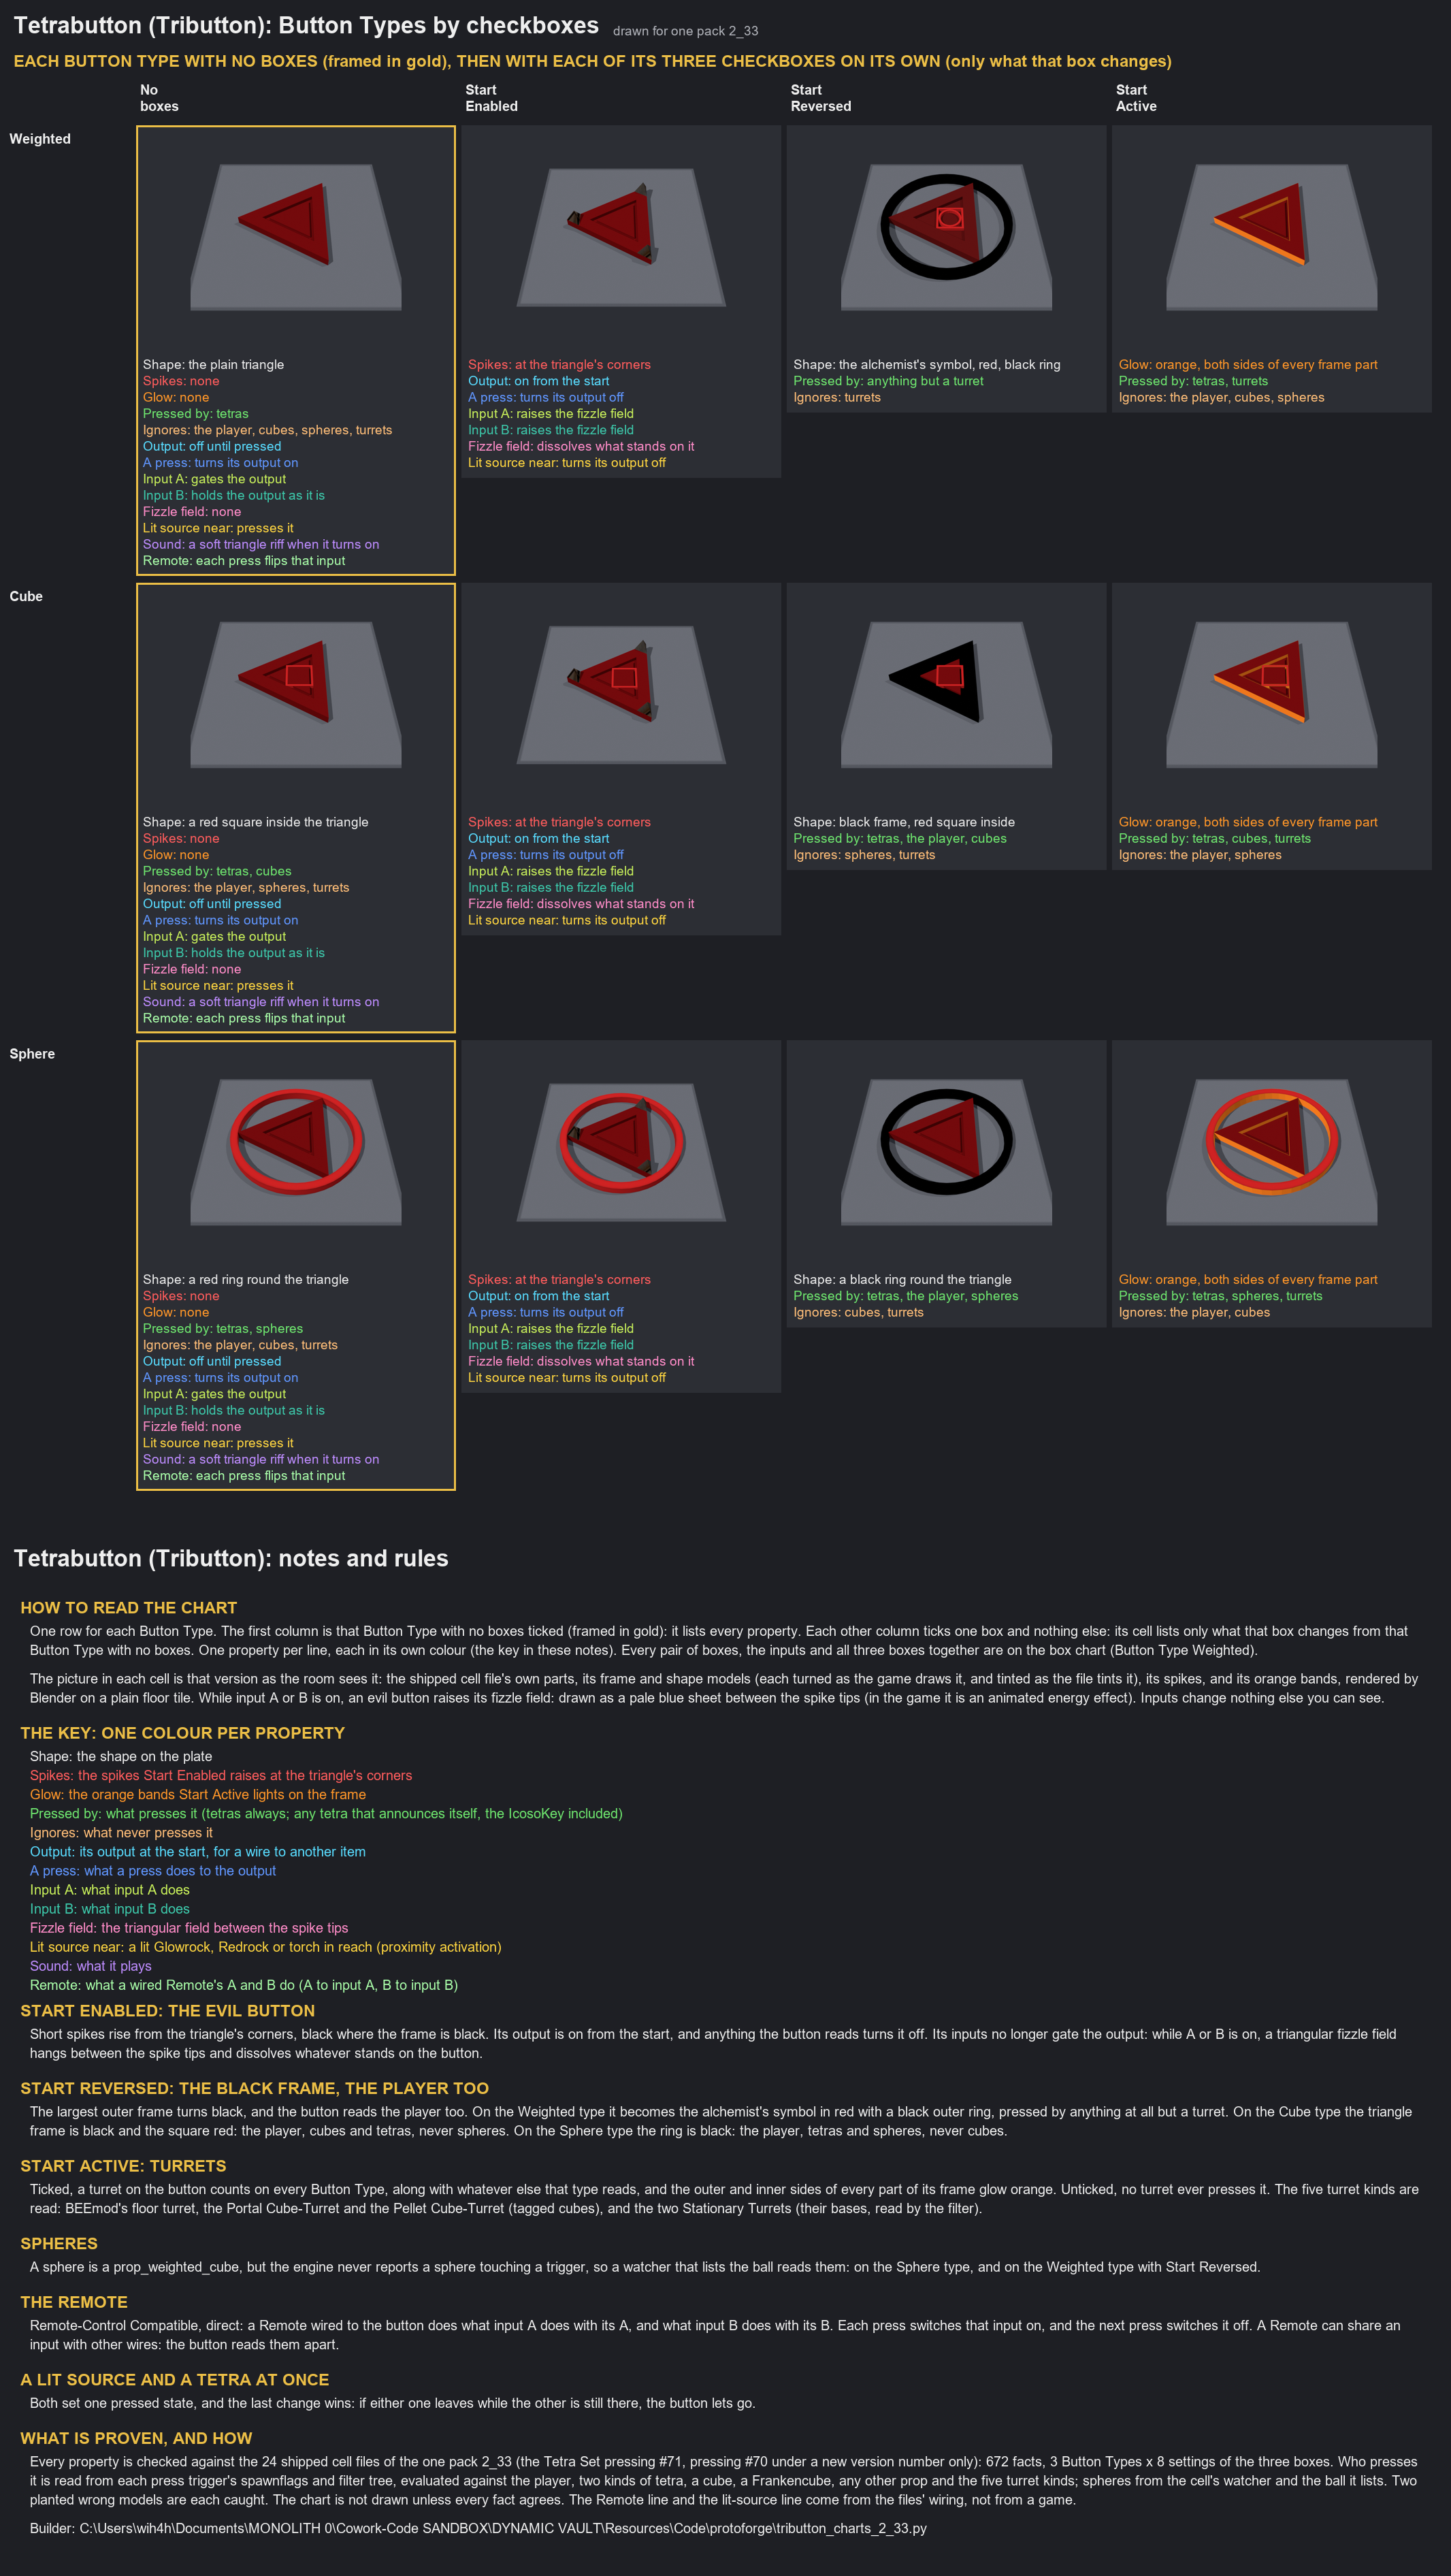 Tetrabutton (Tributton): Button Types by checkboxes drawn for one pack 2_33
EACH BUTTON TYPE WITH NO BOXES (framed in gold), THEN WITH EACH OF ITS THREE CHECKBOXES ON ITS OWN (only what that box changes)
No
boxes
Start
Enabled
Start
Reversed
Start
Active
Weighted
Shape: the plain triangle
Spikes: none
Glow: none
Pressed by: tetras
Ignores: the player, cubes, spheres, turrets
Output: off until pressed
A press: turns its output on
Input A: gates the output
Input B: holds the output as it is
Fizzle field: none
Lit source near: presses it
Sound: a soft triangle riff when it turns on
Remote: each press flips that input
Spikes: at the triangle's corners
Output: on from the start
A press: turns its output off
Input A: raises the fizzle field
Input B: raises the fizzle field
Fizzle field: dissolves what stands on it
Lit source near: turns its output off
Shape: the alchemist's symbol, red, black ring
Pressed by: anything but a turret
Ignores: turrets
Glow: orange, both sides of every frame part
Pressed by: tetras, turrets
Ignores: the player, cubes, spheres
Cube
Shape: a red square inside the triangle
Spikes: none
Glow: none
Pressed by: tetras, cubes
Ignores: the player, spheres, turrets
Output: off until pressed
A press: turns its output on
Input A: gates the output
Input B: holds the output as it is
Fizzle field: none
Lit source near: presses it
Sound: a soft triangle riff when it turns on
Remote: each press flips that input
Spikes: at the triangle's corners
Output: on from the start
A press: turns its output off
Input A: raises the fizzle field
Input B: raises the fizzle field
Fizzle field: dissolves what stands on it
Lit source near: turns its output off
Shape: black frame, red square inside
Pressed by: tetras, the player, cubes
Ignores: spheres, turrets
Glow: orange, both sides of every frame part
Pressed by: tetras, cubes, turrets
Ignores: the player, spheres
Sphere
Shape: a red ring round the triangle
Spikes: none
Glow: none
Pressed by: tetras, spheres
Ignores: the player, cubes, turrets
Output: off until pressed
A press: turns its output on
Input A: gates the output
Input B: holds the output as it is
Fizzle field: none
Lit source near: presses it
Sound: a soft triangle riff when it turns on
Remote: each press flips that input
Spikes: at the triangle's corners
Output: on from the start
A press: turns its output off
Input A: raises the fizzle field
Input B: raises the fizzle field
Fizzle field: dissolves what stands on it
Lit source near: turns its output off
Shape: a black ring round the triangle
Pressed by: tetras, the player, spheres
Ignores: cubes, turrets
Glow: orange, both sides of every frame part
Pressed by: tetras, spheres, turrets
Ignores: the player, cubes
Tetrabutton (Tributton): notes and rules
HOW TO READ THE CHART
One row for each Button Type. The first column is that Button Type with no boxes ticked (framed in gold): it lists every property. Each other column ticks one box and nothing else: its cell lists only what that box changes from that
Button Type with no boxes. One property per line, each in its own colour (the key in these notes). Every pair of boxes, the inputs and all three boxes together are on the box chart (Button Type Weighted).
The picture in each cell is that version as the room sees it: the shipped cell file's own parts, its frame and shape models (each turned as the game draws it, and tinted as the file tints it), its spikes, and its orange bands, rendered by
Blender on a plain floor tile. While input A or B is on, an evil button raises its fizzle field: drawn as a pale blue sheet between the spike tips (in the game it is an animated energy effect). Inputs change nothing else you can see.
THE KEY: ONE COLOUR PER PROPERTY
Shape: the shape on the plate
Spikes: the spikes Start Enabled raises at the triangle's corners
Glow: the orange bands Start Active lights on the frame
Pressed by: what presses it (tetras always; any tetra that announces itself, the IcosoKey included)
Ignores: what never presses it
Output: its output at the start, for a wire to another item
A press: what a press does to the output
Input A: what input A does
Input B: what input B does
Fizzle field: the triangular field between the spike tips
Lit source near: a lit Glowrock, Redrock or torch in reach (proximity activation)
Sound: what it plays
Remote: what a wired Remote's A and B do (A to input A, B to input B)
START ENABLED: THE EVIL BUTTON
Short spikes rise from the triangle's corners, black where the frame is black. Its output is on from the start, and anything the button reads turns it off. Its inputs no longer gate the output: while A or B is on, a triangular fizzle field
hangs between the spike tips and dissolves whatever stands on the button.
START REVERSED: THE BLACK FRAME, THE PLAYER TOO
The largest outer frame turns black, and the button reads the player too. On the Weighted type it becomes the alchemist's symbol in red with a black outer ring, pressed by anything at all but a turret. On the Cube type the triangle
frame is black and the square red: the player, cubes and tetras, never spheres. On the Sphere type the ring is black: the player, tetras and spheres, never cubes.
START ACTIVE: TURRETS
Ticked, a turret on the button counts on every Button Type, along with whatever else that type reads, and the outer and inner sides of every part of its frame glow orange. Unticked, no turret ever presses it. The five turret kinds are
read: BEEmod's floor turret, the Portal Cube-Turret and the Pellet Cube-Turret (tagged cubes), and the two Stationary Turrets (their bases, read by the filter).
SPHERES
A sphere is a prop_weighted_cube, but the engine never reports a sphere touching a trigger, so a watcher that lists the ball reads them: on the Sphere type, and on the Weighted type with Start Reversed.
THE REMOTE
Remote-Control Compatible, direct: a Remote wired to the button does what input A does with its A, and what input B does with its B. Each press switches that input on, and the next press switches it off. A Remote can share an
input with other wires: the button reads them apart.
A LIT SOURCE AND A TETRA AT ONCE
Both set one pressed state, and the last change wins: if either one leaves while the other is still there, the button lets go.
WHAT IS PROVEN, AND HOW
Every property is checked against the 24 shipped cell files of the one pack 2_33 (the Tetra Set pressing #71, pressing #70 under a new version number only): 672 facts, 3 Button Types x 8 settings of the three boxes. Who presses
it is read from each press trigger's spawnflags and filter tree, evaluated against the player, two kinds of tetra, a cube, a Frankencube, any other prop and the five turret kinds; spheres from the cell's watcher and the ball it lists. Two
planted wrong models are each caught. The chart is not drawn unless every fact agrees. The Remote line and the lit-source line come from the files' wiring, not from a game.
Builder: C:\Users\wih4h\Documents\MONOLITH 0\Cowork-Code SANDBOX\DYNAMIC VAULT\Resources\Code\protoforge\tributton_charts_2_33.py